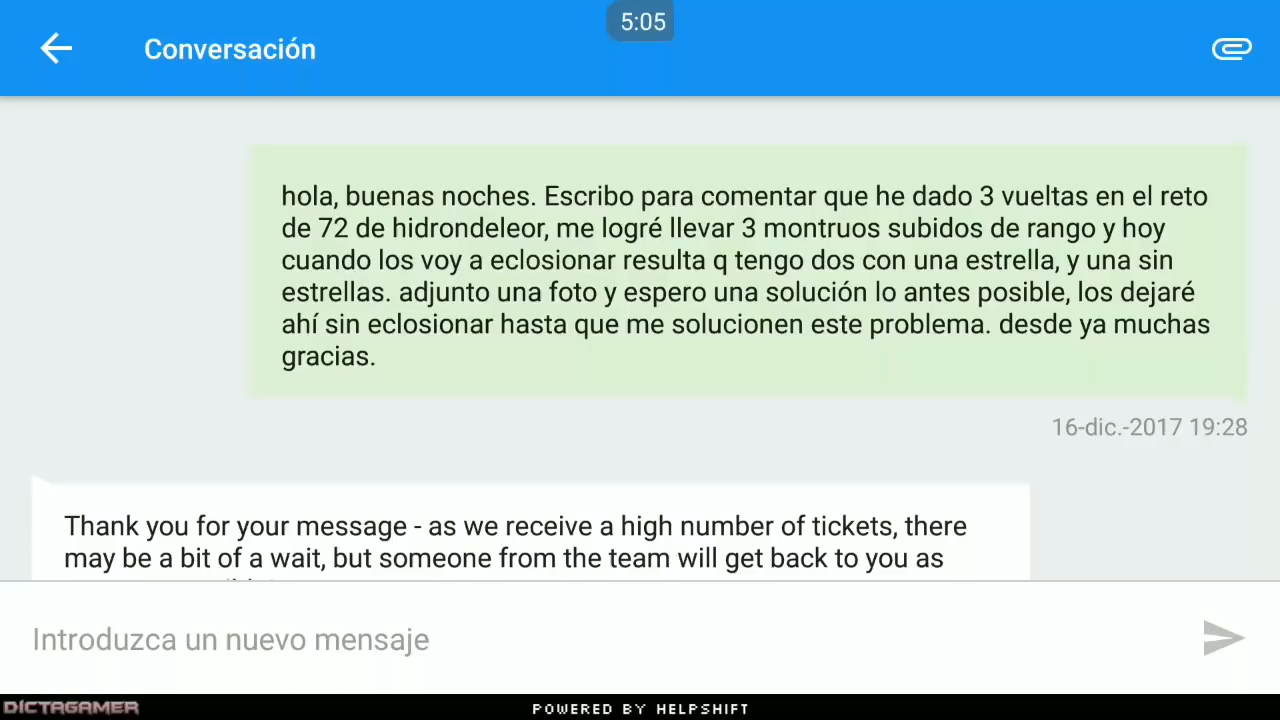 5:05
Conversación
hola, buenas noches. Escribo para comentar que he dado 3 vueltas en el reto
de 72 de hidrondeleor, me logré llevar 3 montruos subidos de rango y hoy
cuando los voy a eclosionar resulta q tengo dos con una estrella, y una sin
estrellas. adjunto una foto y espero una solución lo antes posible, los dejaré
ahí sin eclosionar hasta que me solucionen este problema. desde ya muchas
gracias.
16-dic.-2017 19:28
Thank you for your message - as we receive a high number of tickets, there
may be a bit of a wait, but someone from the team will get back to you as
Introduzca un nuevo mensaje
DICTAGAMER
POWERED BY HELPSHIFT